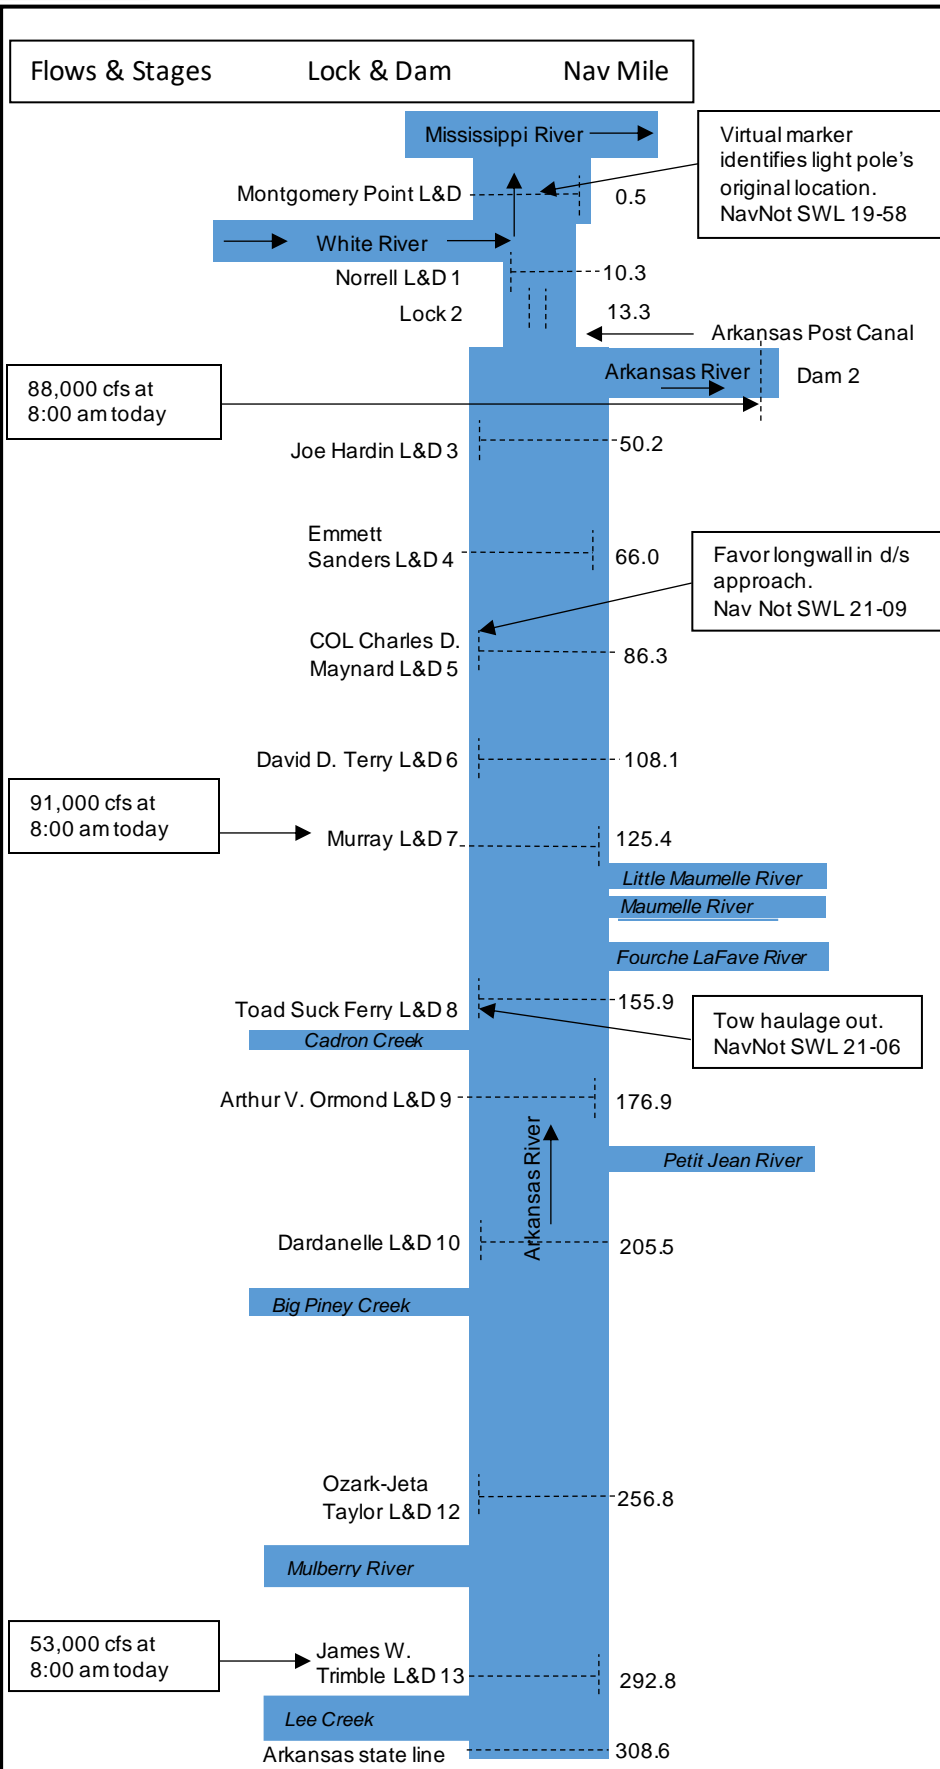 Flows & Stages Lock & Dam Nav Mile
Mississippi River
Virtual marker
identifies light pole's
original location.
NavNot SWL 19-58
Montgomery Point L&D 0.5
White River
Norrell L&D 1 10.3
Lock 2 13.3
Arkansas Post Canal
Arkansas River
Dam 2
88,000 cfs at
8:00 am today
Joe Hardin L&D 3 50.2
Emmett
Sanders L&D 4 66.0
Favor longwall in d/s
approach.
Nav Not SWL 21-09
COL Charles D.
Maynard L&D 5 86.3
David D. Terry L&D 6 108.1
91,000 cfs at
8:00 am today
Murray L&D 7 125.4
Little Maumelle River
Maumelle River
Fourche LaFave River
Toad Suck Ferry L&D 8 155.9
Tow haulage out.
NavNot SWL 21-06
Cadron Creek
Arthur V. Ormond L&D 9 176.9
Arkansas River
Petit Jean River
Dardanelle L&D 10 205.5
Big Piney Creek
Ozark-Jeta
Taylor L&D 12 256.8
Mulberry River
53,000 cfs at
8:00 am today
James W.
Trimble L&D 13 292.8
Lee Creek
Arkansas state line 308.6